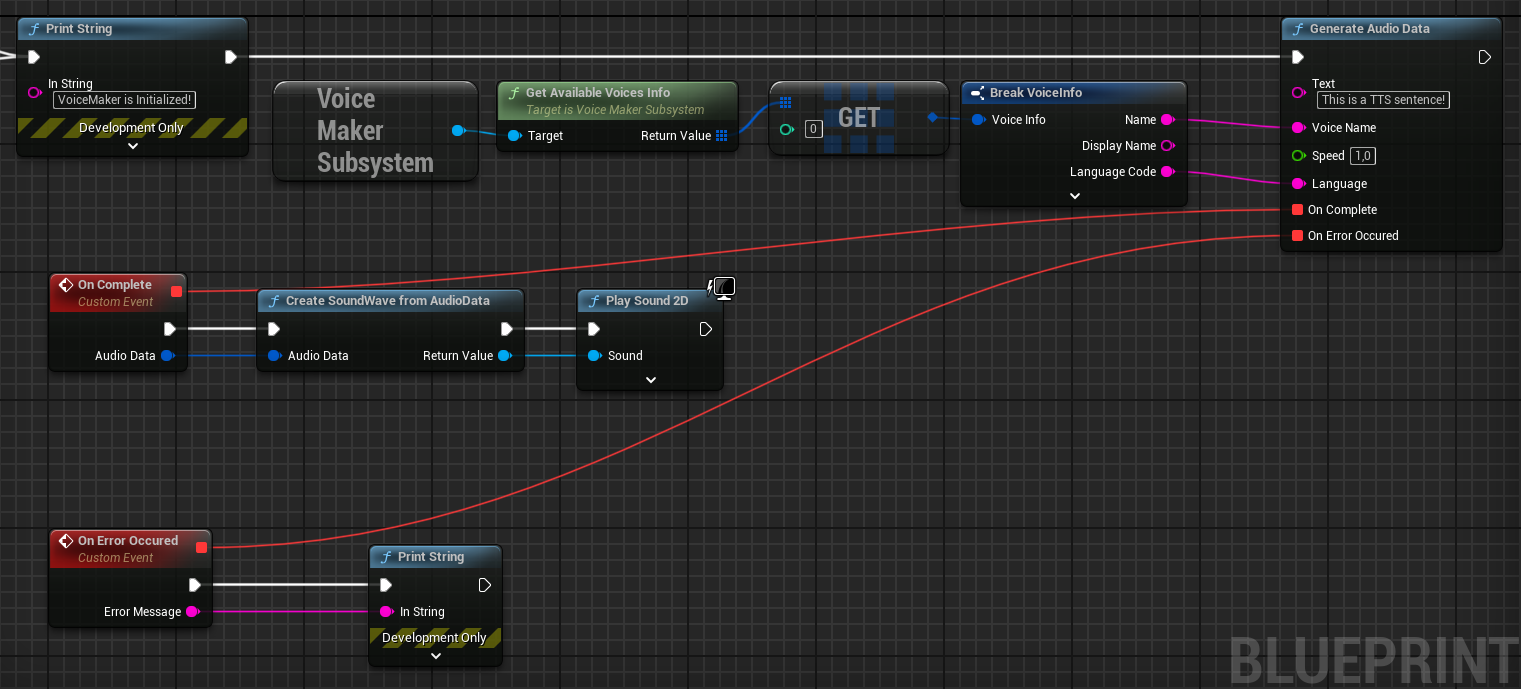 Print String
In String
VoiceMaker is Initialized!
Development Only
Voice
Maker
Subsystem
Get Available Voices Info
Target is Voice Maker Subsystem
Target
Return Value
0
GET
Break VoiceInfo
Voice Info
Name
Display Name
Language Code
Generate Audio Data
Text
This is a TTS sentence!
Voice Name
Speed 1,0
Language
On Complete
On Error Occured
On Complete
Custom Event
Audio Data
Create SoundWave from AudioData
Audio Data
Return Value
Play Sound 2D
Sound
On Error Occured
Custom Event
Error Message
Print String
In String
Development Only
BLUEPRINT